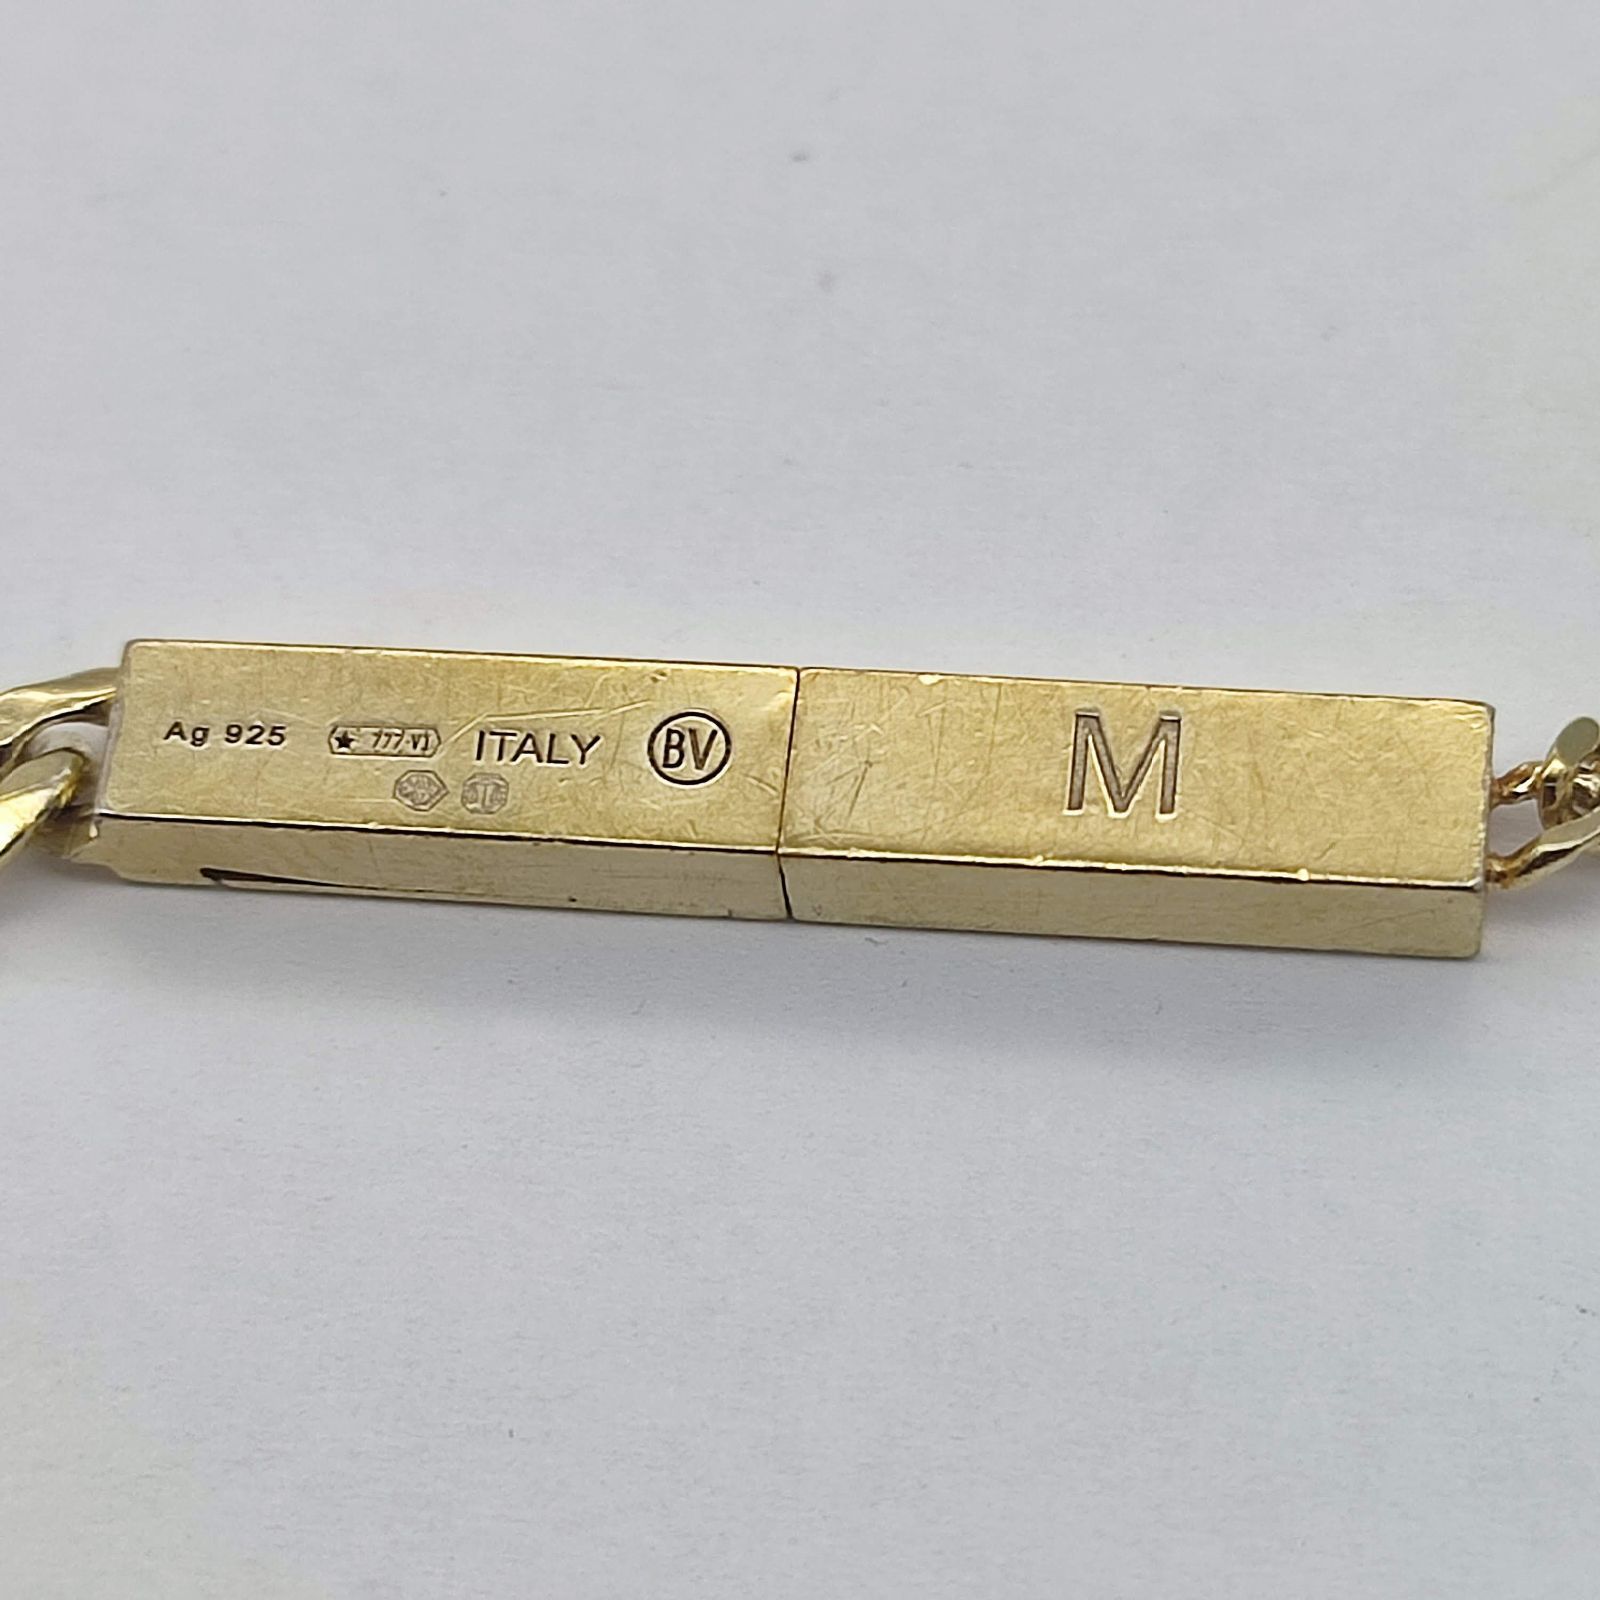 Ag 925 ★ 777·VI ITALY BV M